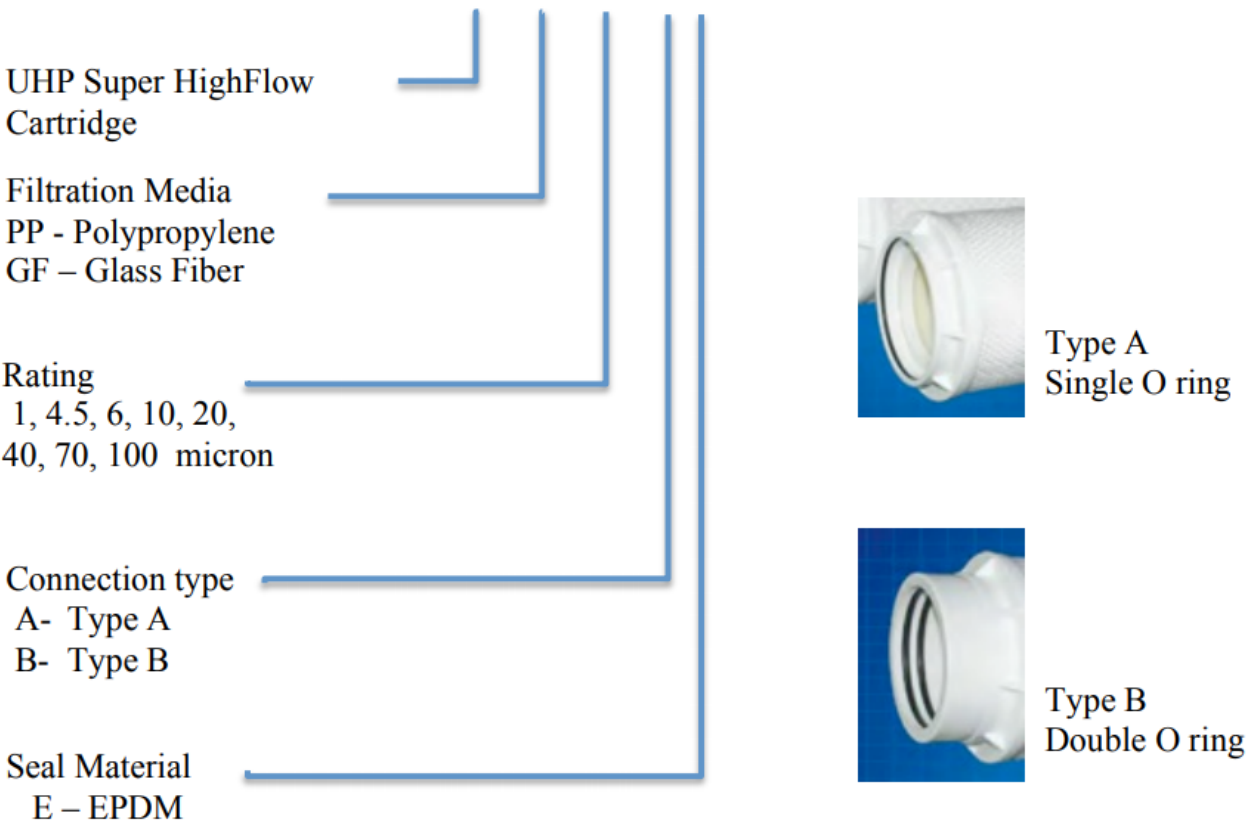 UHP Super HighFlow
Cartridge
Filtration Media
PP - Polypropylene
GF – Glass Fiber
Rating
1, 4.5, 6, 10, 20,
40, 70, 100 micron
Connection type
A- Type A
B- Type B
Seal Material
E – EPDM
Type A
Single O ring
Type B
Double O ring